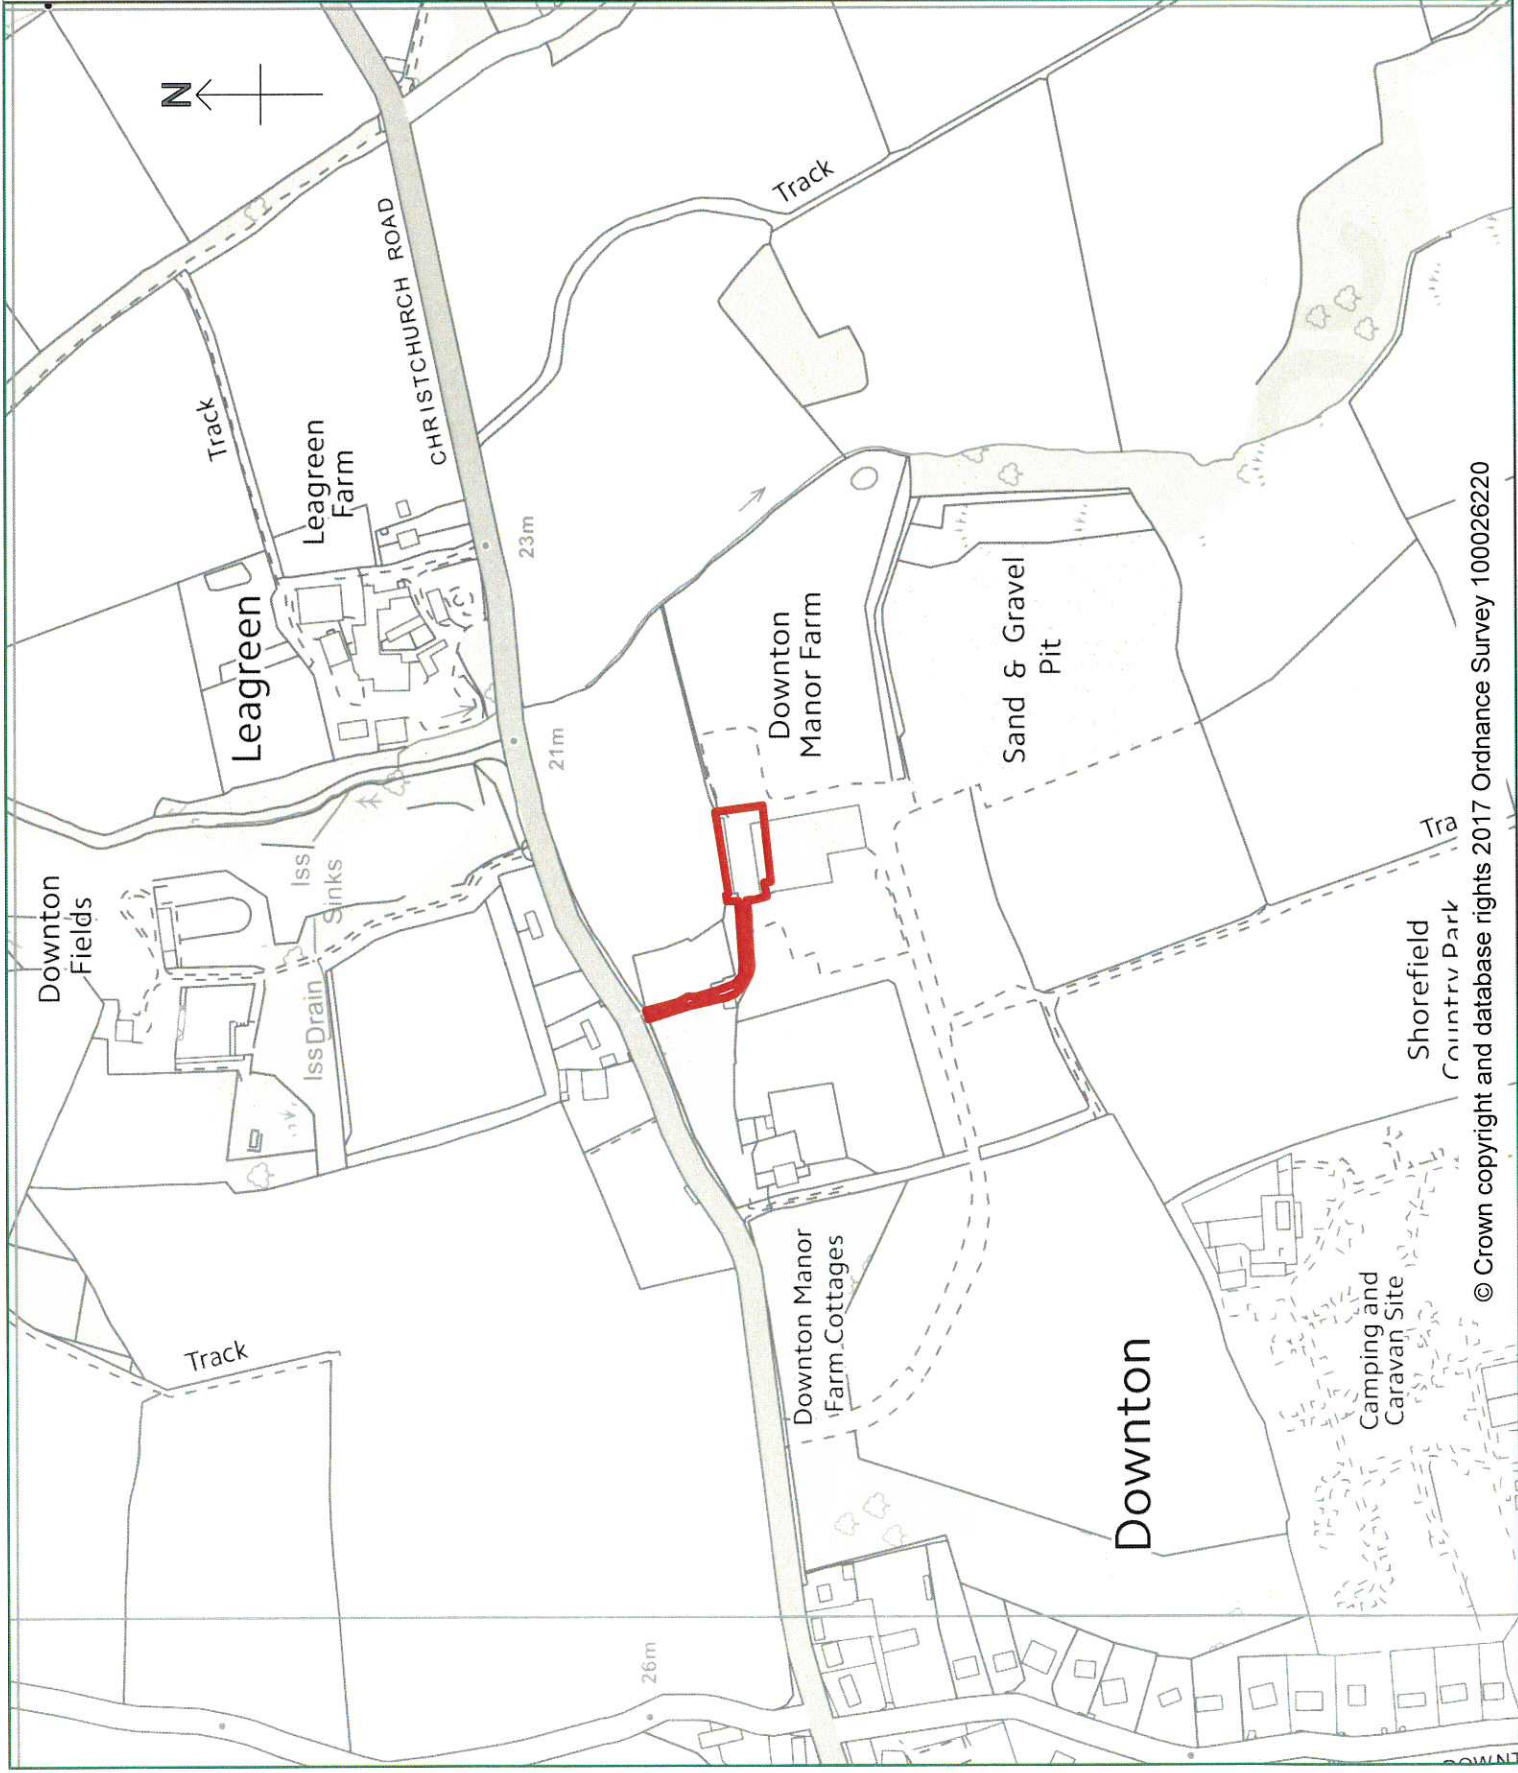 N
Track
CHRISTCHURCH ROAD
Track
Leagreen
Farm
Leagreen
23m
21m
Track
Downton
Fields
Iss
Sinks
IssDrain
Downton
Manor Farm
Sand & Gravel
Pit
Downton Manor
Farm Cottages
Downton
26m
Tra
Shorefield
Country Park
Camping and
Caravan Site
© Crown copyright and database rights 2017 Ordnance Survey 100026220